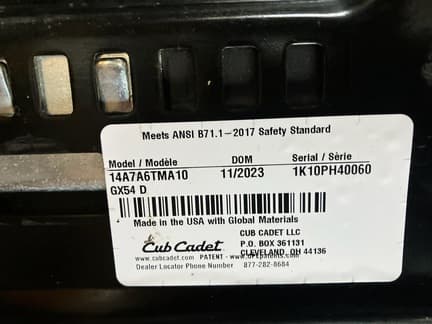 Meets ANSI B71.1–2017 Safety Standard
Model / Modèle DOM Serial / Série
14A7A6TMA10 11/2023 1K10PH40060
GX54 D
Made in the USA with Global Materials
Cub Cadet
CUB CADET LLC
P.O. BOX 361131
CLEVELAND, OH 44136
www.cubcadet.com PATENT -
Dealer Locator Phone Number 877-282-8684